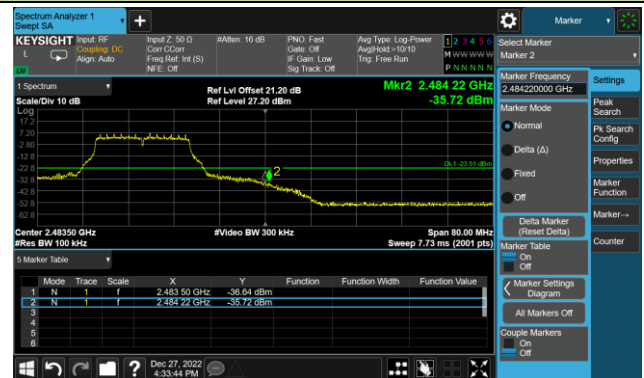 Spectrum Analyzer 1
Swept SA
Marker
KEYSIGHT Input: RF Input Z: 50 Ω #Atten: 16 dB PNO: Fast Avg Type: Log-Power 1 2 3 4 5 6
L Coupling: DC Corr CCorr Gate: Off Avg|Hold:>10/10 M W W W W W
Align: Auto Freq Ref: Int (S) IF Gain: Low Trig: Free Run
NFE: Off Sig Track: Off P N N N N N
Select Marker
Marker 2
1 Spectrum
Ref Lvl Offset 21.20 dB
Mkr2 2.484 22 GHz
Scale/Div 10 dB
Ref Level 27.20 dBm
-35.72 dBm
Log
17.2
7.20
-2.80
-12.8
-22.8
-32.8
-42.8
-52.8
-62.8
DL1 -23.51 dBm
2
Center 2.48350 GHz #Video BW 300 kHz Span 80.00 MHz
#Res BW 100 kHz Sweep 7.73 ms (2001 pts)
5 Marker Table
Mode Trace Scale X Y Function Function Width Function Value
1 N 1 f 2.483 50 GHz -36.64 dBm
2 N 1 f 2.484 22 GHz -35.72 dBm
3
4
5
6
Marker Frequency
2.484220000 GHz
Marker Mode
Normal
Delta (Δ)
Fixed
Off
Delta Marker
(Reset Delta)
Marker Table
On
Off
Marker Settings
Diagram
All Markers Off
Couple Markers
On
Off
Settings
Peak
Search
Pk Search
Config
Properties
Marker
Function
Marker→
Counter
Dec 27, 2022
4:33:44 PM